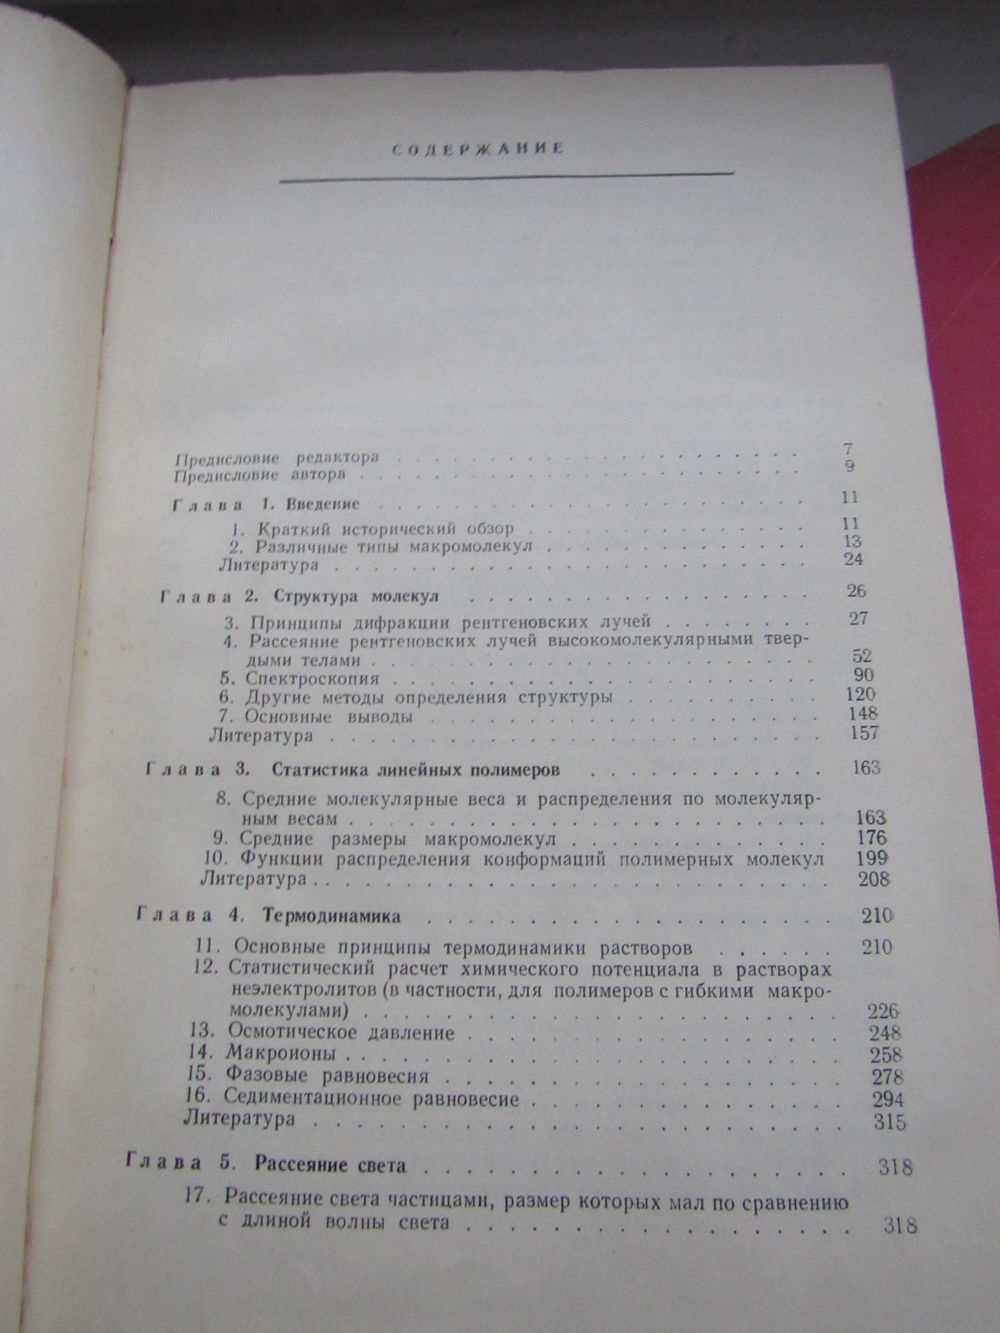 СОДЕРЖАНИЕ
Предисловие редактора . . . . . . . . . . . . . . . . . . . . . 7
Предисловие автора . . . . . . . . . . . . . . . . . . . . . . . 9
Глава 1. Введение . . . . . . . . . . . . . . . . . . . . . . 11
1. Краткий исторический обзор . . . . . . . . . . . . . . . 11
2. Различные типы макромолекул . . . . . . . . . . . . . . 13
Литература . . . . . . . . . . . . . . . . . . . . . . . . . 24
Глава 2. Структура молекул . . . . . . . . . . . . . . . . . 26
3. Принципы дифракции рентгеновских лучей . . . . . . . . 27
4. Рассеяние рентгеновских лучей высокомолекулярными твер-
дыми телами . . . . . . . . . . . . . . . . . . . . . . . 52
5. Спектроскопия . . . . . . . . . . . . . . . . . . . . . . 90
6. Другие методы определения структуры . . . . . . . . . . 120
7. Основные выводы . . . . . . . . . . . . . . . . . . . . 148
Литература . . . . . . . . . . . . . . . . . . . . . . . . . 157
Глава 3. Статистика линейных полимеров . . . . . . . . . . . 163
8. Средние молекулярные веса и распределения по молекуляр-
ным весам . . . . . . . . . . . . . . . . . . . . . . . . 163
9. Средние размеры макромолекул . . . . . . . . . . . . . 176
10. Функции распределения конформаций полимерных молекул 199
Литература . . . . . . . . . . . . . . . . . . . . . . . . . 208
Глава 4. Термодинамика . . . . . . . . . . . . . . . . . . . 210
11. Основные принципы термодинамики растворов . . . . . . 210
12. Статистический расчет химического потенциала в растворах
неэлектролитов (в частности, для полимеров с гибкими макро-
молекулами) . . . . . . . . . . . . . . . . . . . . . . . 226
13. Осмотическое давление . . . . . . . . . . . . . . . . . 248
14. Макроионы . . . . . . . . . . . . . . . . . . . . . . . 258
15. Фазовые равновесия . . . . . . . . . . . . . . . . . . 278
16. Седиментационное равновесие . . . . . . . . . . . . . . 294
Литература . . . . . . . . . . . . . . . . . . . . . . . . . 315
Глава 5. Рассеяние света . . . . . . . . . . . . . . . . . . 318
17. Рассеяние света частицами, размер которых мал по сравнению
с длиной волны света . . . . . . . . . . . . . . . . . . 318